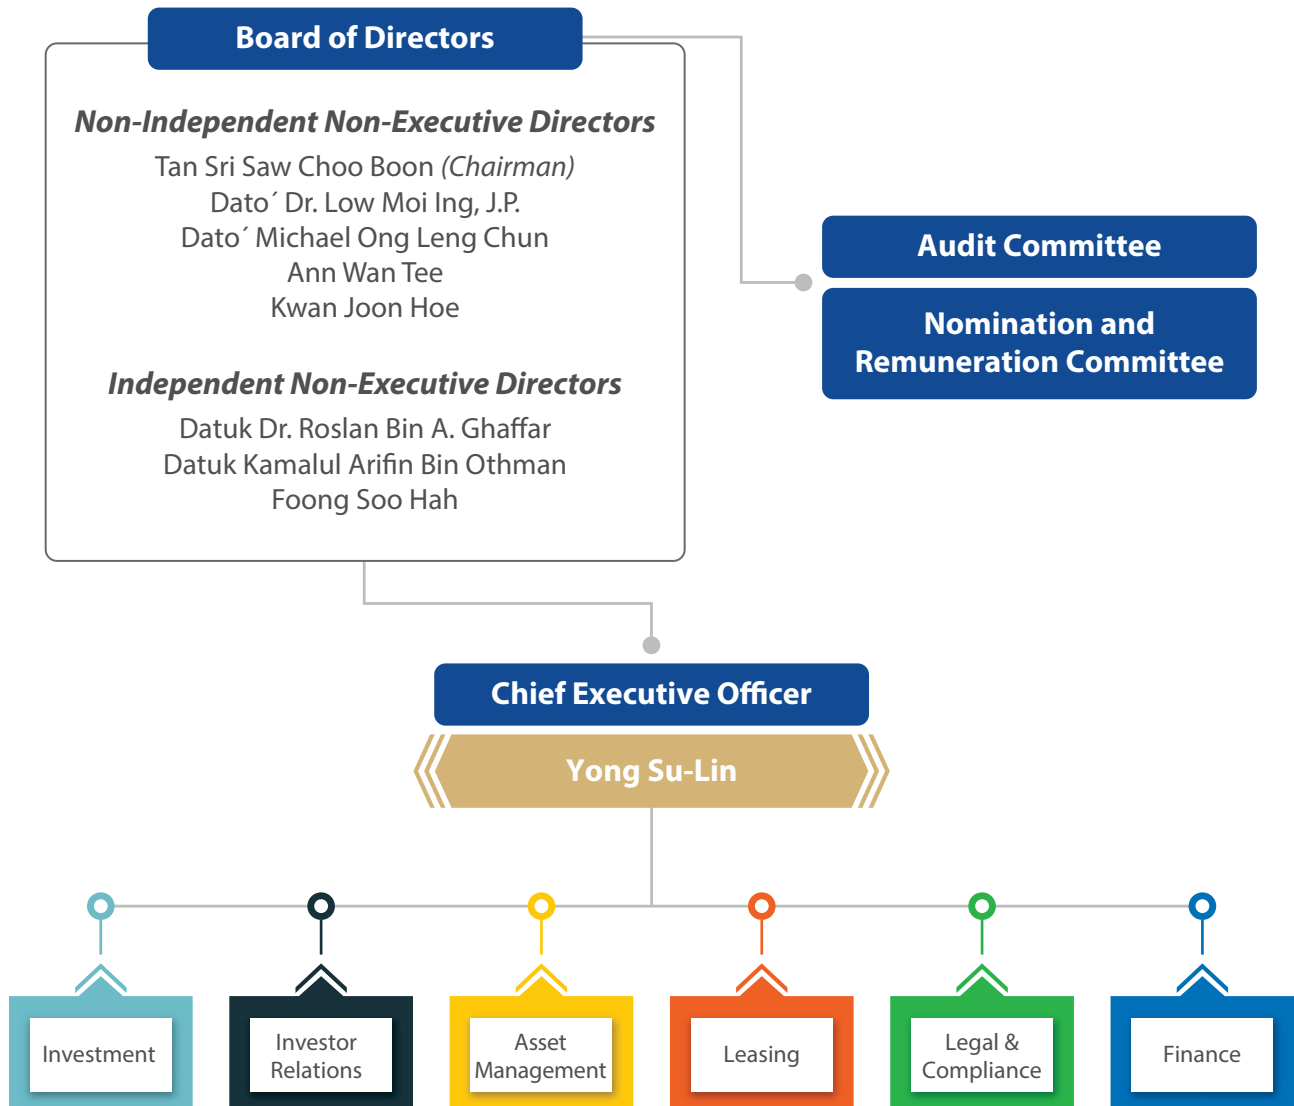 Board of Directors
Non-Independent Non-Executive Directors
Tan Sri Saw Choo Boon (Chairman)
Dato´ Dr. Low Moi Ing, J.P.
Dato´ Michael Ong Leng Chun
Ann Wan Tee
Kwan Joon Hoe
Independent Non-Executive Directors
Datuk Dr. Roslan Bin A. Ghaffar
Datuk Kamalul Arifin Bin Othman
Foong Soo Hah
Audit Committee
Nomination and
Remuneration Committee
Chief Executive Officer
Yong Su-Lin
Investment
Investor
Relations
Asset
Management
Leasing
Legal &
Compliance
Finance